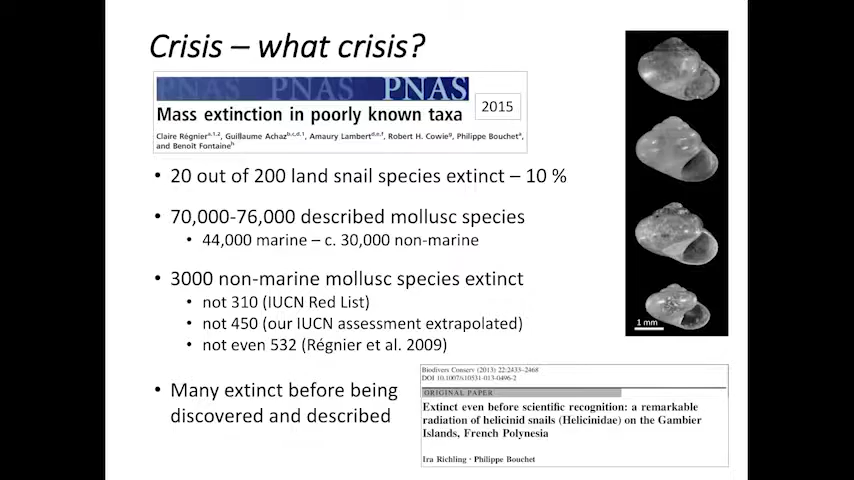 Crisis – what crisis?
PNAS PNAS PNAS
Mass extinction in poorly known taxa
2015
Claire Régnier^a,1,2, Guillaume Achaz^b,c,d,1, Amaury Lambert^d,e,f, Robert H. Cowie^g, Philippe Bouchet^a,
and Benoît Fontaine^h
• 20 out of 200 land snail species extinct – 10 %
• 70,000-76,000 described mollusc species
• 44,000 marine – c. 30,000 non-marine
• 3000 non-marine mollusc species extinct
• not 310 (IUCN Red List)
• not 450 (our IUCN assessment extrapolated)
• not even 532 (Régnier et al. 2009)
• Many extinct before being
discovered and described
1 mm
Biodivers Conserv (2013) 22:2433–2468
DOI 10.1007/s10531-013-0496-2
ORIGINAL PAPER
Extinct even before scientific recognition: a remarkable
radiation of helicinid snails (Helicinidae) on the Gambier
Islands, French Polynesia
Ira Richling · Philippe Bouchet